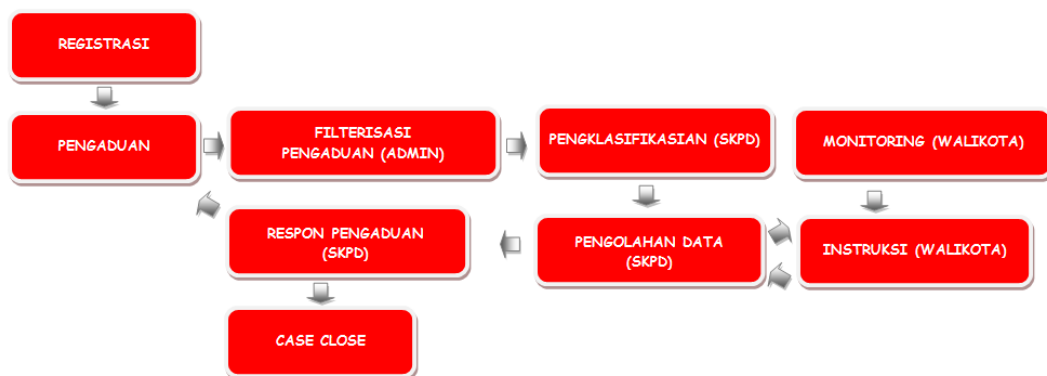 REGISTRASI
PENGADUAN
FILTERISASI
PENGADUAN (ADMIN)
PENGKLASIFIKASIAN (SKPD)
MONITORING (WALIKOTA)
RESPON PENGADUAN
(SKPD)
PENGOLAHAN DATA
(SKPD)
INSTRUKSI (WALIKOTA)
CASE CLOSE